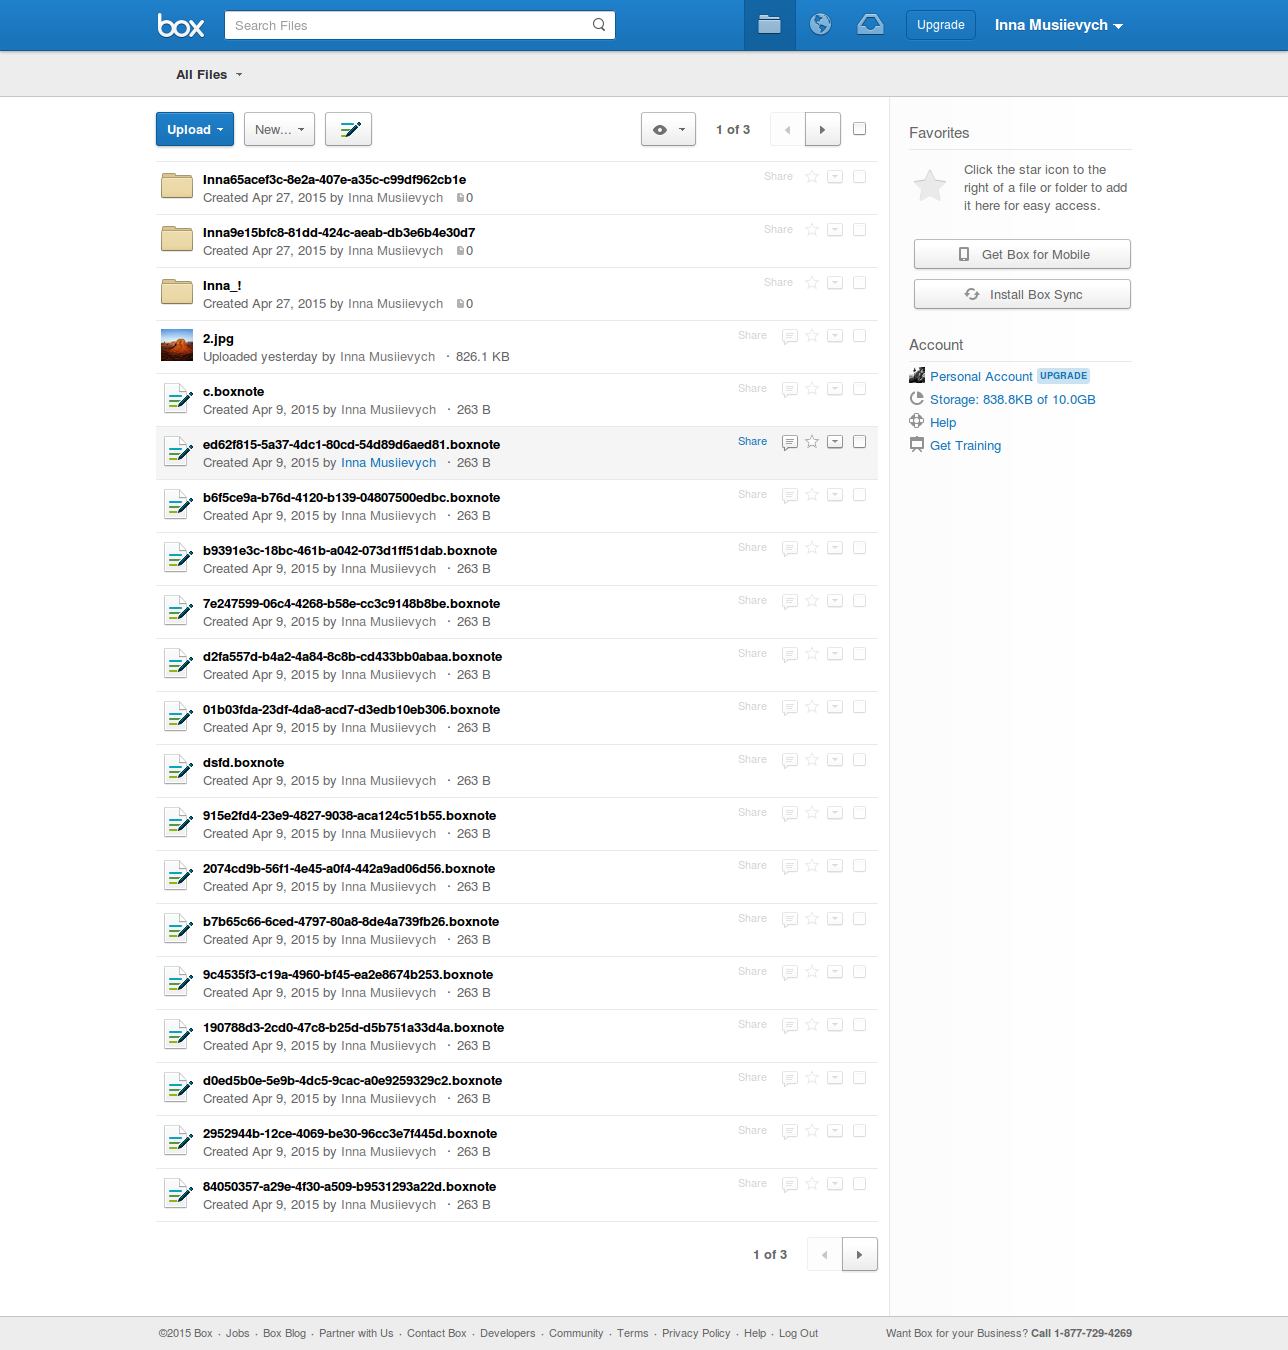 box Search Files Upgrade Inna Musiievych
All Files
Upload New... 1 of 3
Inna65acef3c-8e2a-407e-a35c-c99df962cb1e Share
Created Apr 27, 2015 by Inna Musiievych 0
Inna9e15bfc8-81dd-424c-aeab-db3e6b4e30d7 Share
Created Apr 27, 2015 by Inna Musiievych 0
Inna_! Share
Created Apr 27, 2015 by Inna Musiievych 0
2.jpg Share
Uploaded yesterday by Inna Musiievych · 826.1 KB
c.boxnote Share
Created Apr 9, 2015 by Inna Musiievych · 263 B
ed62f815-5a37-4dc1-80cd-54d89d6aed81.boxnote Share
Created Apr 9, 2015 by Inna Musiievych · 263 B
b6f5ce9a-b76d-4120-b139-04807500edbc.boxnote Share
Created Apr 9, 2015 by Inna Musiievych · 263 B
b9391e3c-18bc-461b-a042-073d1ff51dab.boxnote Share
Created Apr 9, 2015 by Inna Musiievych · 263 B
7e247599-06c4-4268-b58e-cc3c9148b8be.boxnote Share
Created Apr 9, 2015 by Inna Musiievych · 263 B
d2fa557d-b4a2-4a84-8c8b-cd433bb0abaa.boxnote Share
Created Apr 9, 2015 by Inna Musiievych · 263 B
01b03fda-23df-4da8-acd7-d3edb10eb306.boxnote Share
Created Apr 9, 2015 by Inna Musiievych · 263 B
dsfd.boxnote Share
Created Apr 9, 2015 by Inna Musiievych · 263 B
915e2fd4-23e9-4827-9038-aca124c51b55.boxnote Share
Created Apr 9, 2015 by Inna Musiievych · 263 B
2074cd9b-56f1-4e45-a0f4-442a9ad06d56.boxnote Share
Created Apr 9, 2015 by Inna Musiievych · 263 B
b7b65c66-6ced-4797-80a8-8de4a739fb26.boxnote Share
Created Apr 9, 2015 by Inna Musiievych · 263 B
9c4535f3-c19a-4960-bf45-ea2e8674b253.boxnote Share
Created Apr 9, 2015 by Inna Musiievych · 263 B
190788d3-2cd0-47c8-b25d-d5b751a33d4a.boxnote Share
Created Apr 9, 2015 by Inna Musiievych · 263 B
d0ed5b0e-5e9b-4dc5-9cac-a0e9259329c2.boxnote Share
Created Apr 9, 2015 by Inna Musiievych · 263 B
2952944b-12ce-4069-be30-96cc3e7f445d.boxnote Share
Created Apr 9, 2015 by Inna Musiievych · 263 B
84050357-a29e-4f30-a509-b9531293a22d.boxnote Share
Created Apr 9, 2015 by Inna Musiievych · 263 B
1 of 3
Favorites
Click the star icon to the
right of a file or folder to add
it here for easy access.
Get Box for Mobile
Install Box Sync
Account
Personal Account UPGRADE
Storage: 838.8KB of 10.0GB
Help
Get Training
©2015 Box · Jobs · Box Blog · Partner with Us · Contact Box · Developers · Community · Terms · Privacy Policy · Help · Log Out Want Box for your Business? Call 1-877-729-4269